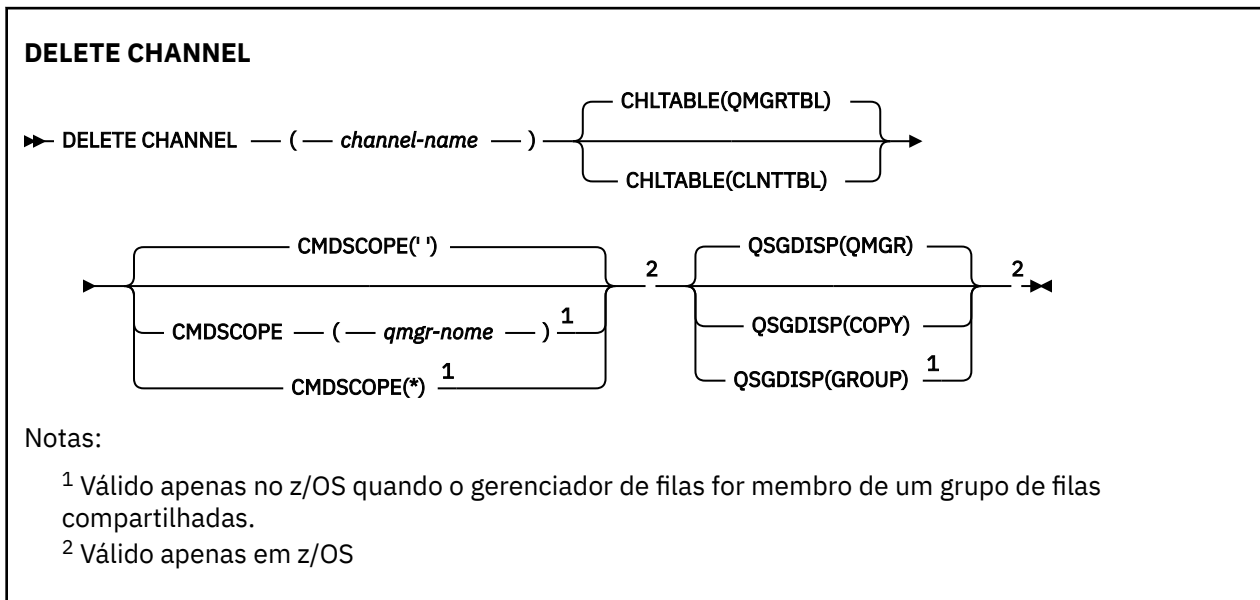 DELETE CHANNEL
CHLTABLE(QMGRTBL)
DELETE CHANNEL ( channel-name )
CHLTABLE(CLNTTBL)
CMDSCOPE(' ') 2 QSGDISP(QMGR) 2
CMDSCOPE ( qmgr-nome ) 1 QSGDISP(COPY)
CMDSCOPE(*) 1 QSGDISP(GROUP) 1
Notas:
1 Válido apenas no z/OS quando o gerenciador de filas for membro de um grupo de filas
compartilhadas.
2 Válido apenas em z/OS